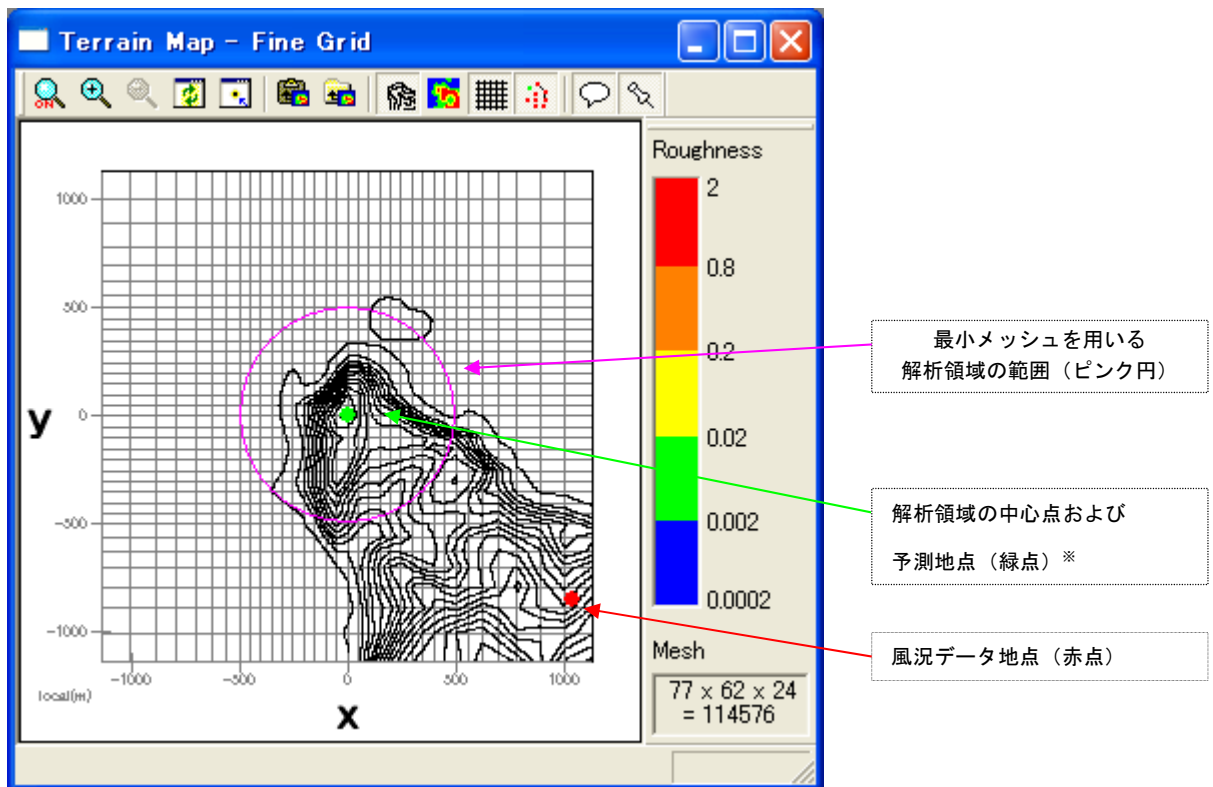 Terrain Map - Fine Grid
ON
Roughness
2
0.8
0.2
0.02
0.002
0.0002
Mesh
77 x 62 x 24
= 114576
1000
500
0
-500
-1000
y
-1000
-500
0
500
1000
local(m)
x
最小メッシュを用いる
解析領域の範囲（ピンク円）
解析領域の中心点および
予測地点（緑点）※
風況データ地点（赤点）